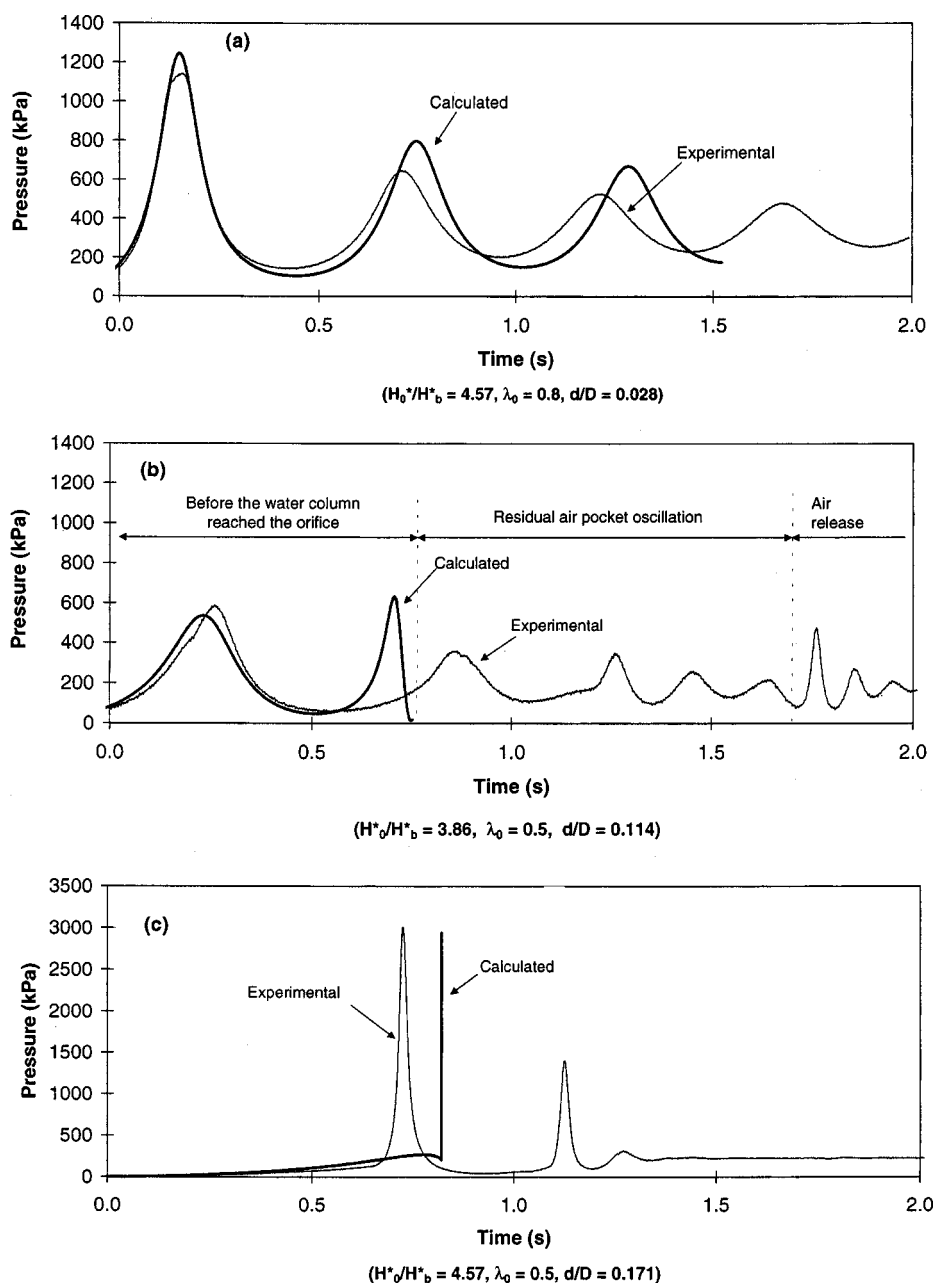 1400
1200
1000
800
600
400
200
0
Pressure (kPa)
(a)
Calculated
Experimental
0.0 0.5 1.0 1.5 2.0
Time (s)
(H₀*/H*b = 4.57, λ₀ = 0.8, d/D = 0.028)
1400
1200
1000
800
600
400
200
0
Pressure (kPa)
(b)
Before the water column
reached the orifice
Residual air pocket oscillation
Air
release
Calculated
Experimental
0.0 0.5 1.0 1.5 2.0
Time (s)
(H*₀/H*b = 3.86, λ₀ = 0.5, d/D = 0.114)
3500
3000
2500
2000
1500
1000
500
0
Pressure (kPa)
(c)
Experimental
Calculated
0.0 0.5 1.0 1.5 2.0
Time (s)
(H*₀/H*b = 4.57, λ₀ = 0.5, d/D = 0.171)